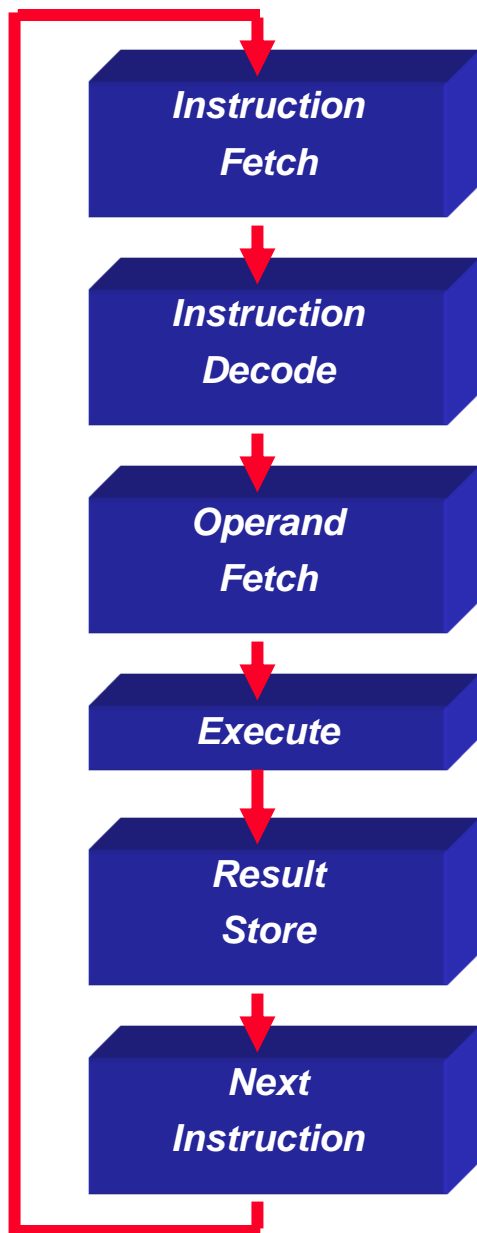 Instruction
Fetch
Instruction
Decode
Operand
Fetch
Execute
Result
Store
Next
Instruction